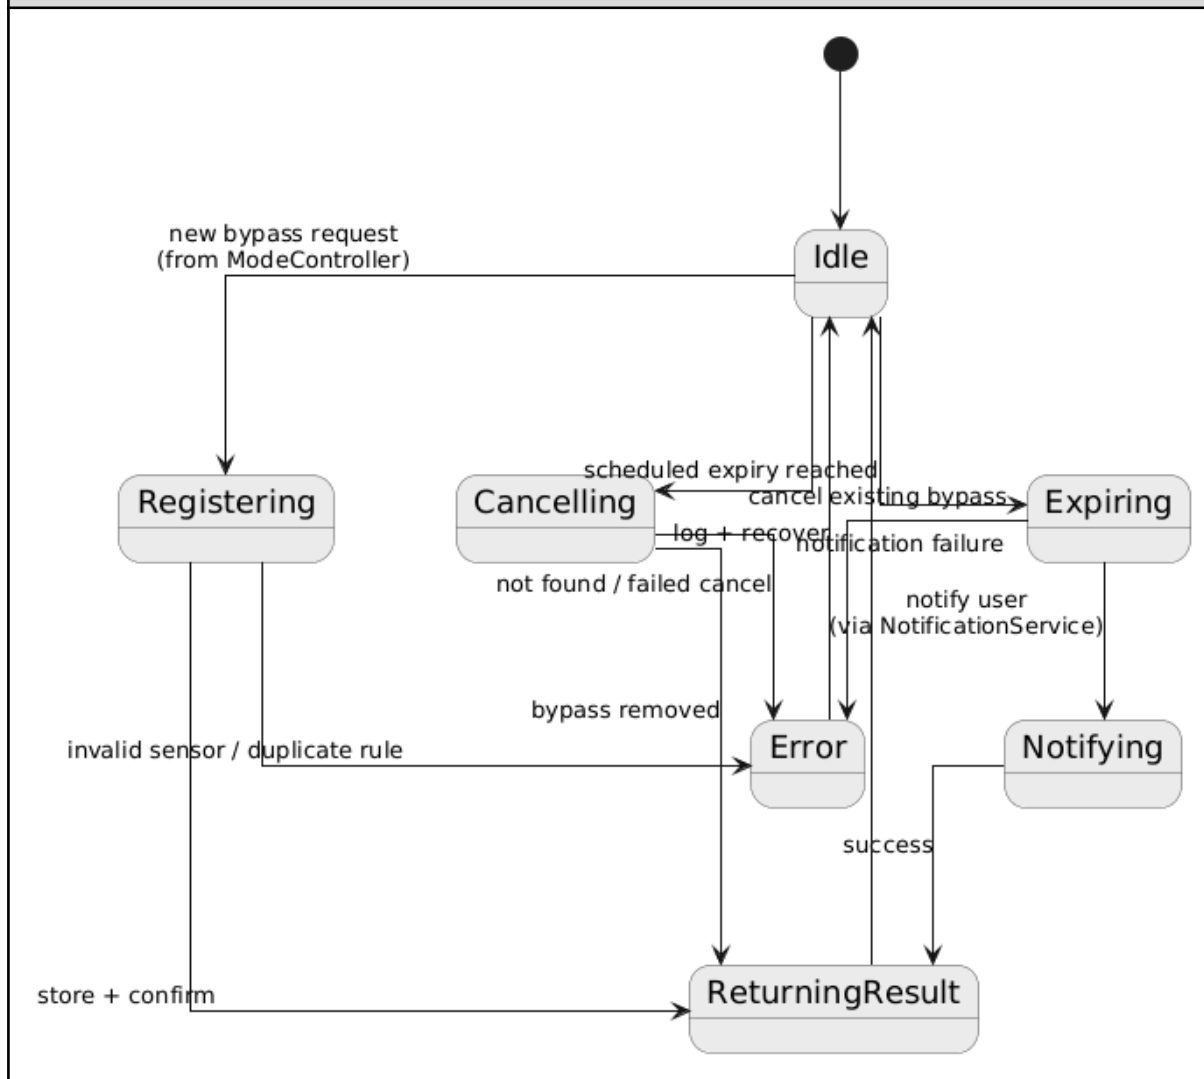 new bypass request
(from ModeController)
Idle
Registering
Cancelling
scheduled expiry reached
cancel existing bypass
Expiring
log + recover
notification failure
not found / failed cancel
notify user
(via NotificationService)
bypass removed
invalid sensor / duplicate rule
Error
Notifying
success
store + confirm
ReturningResult